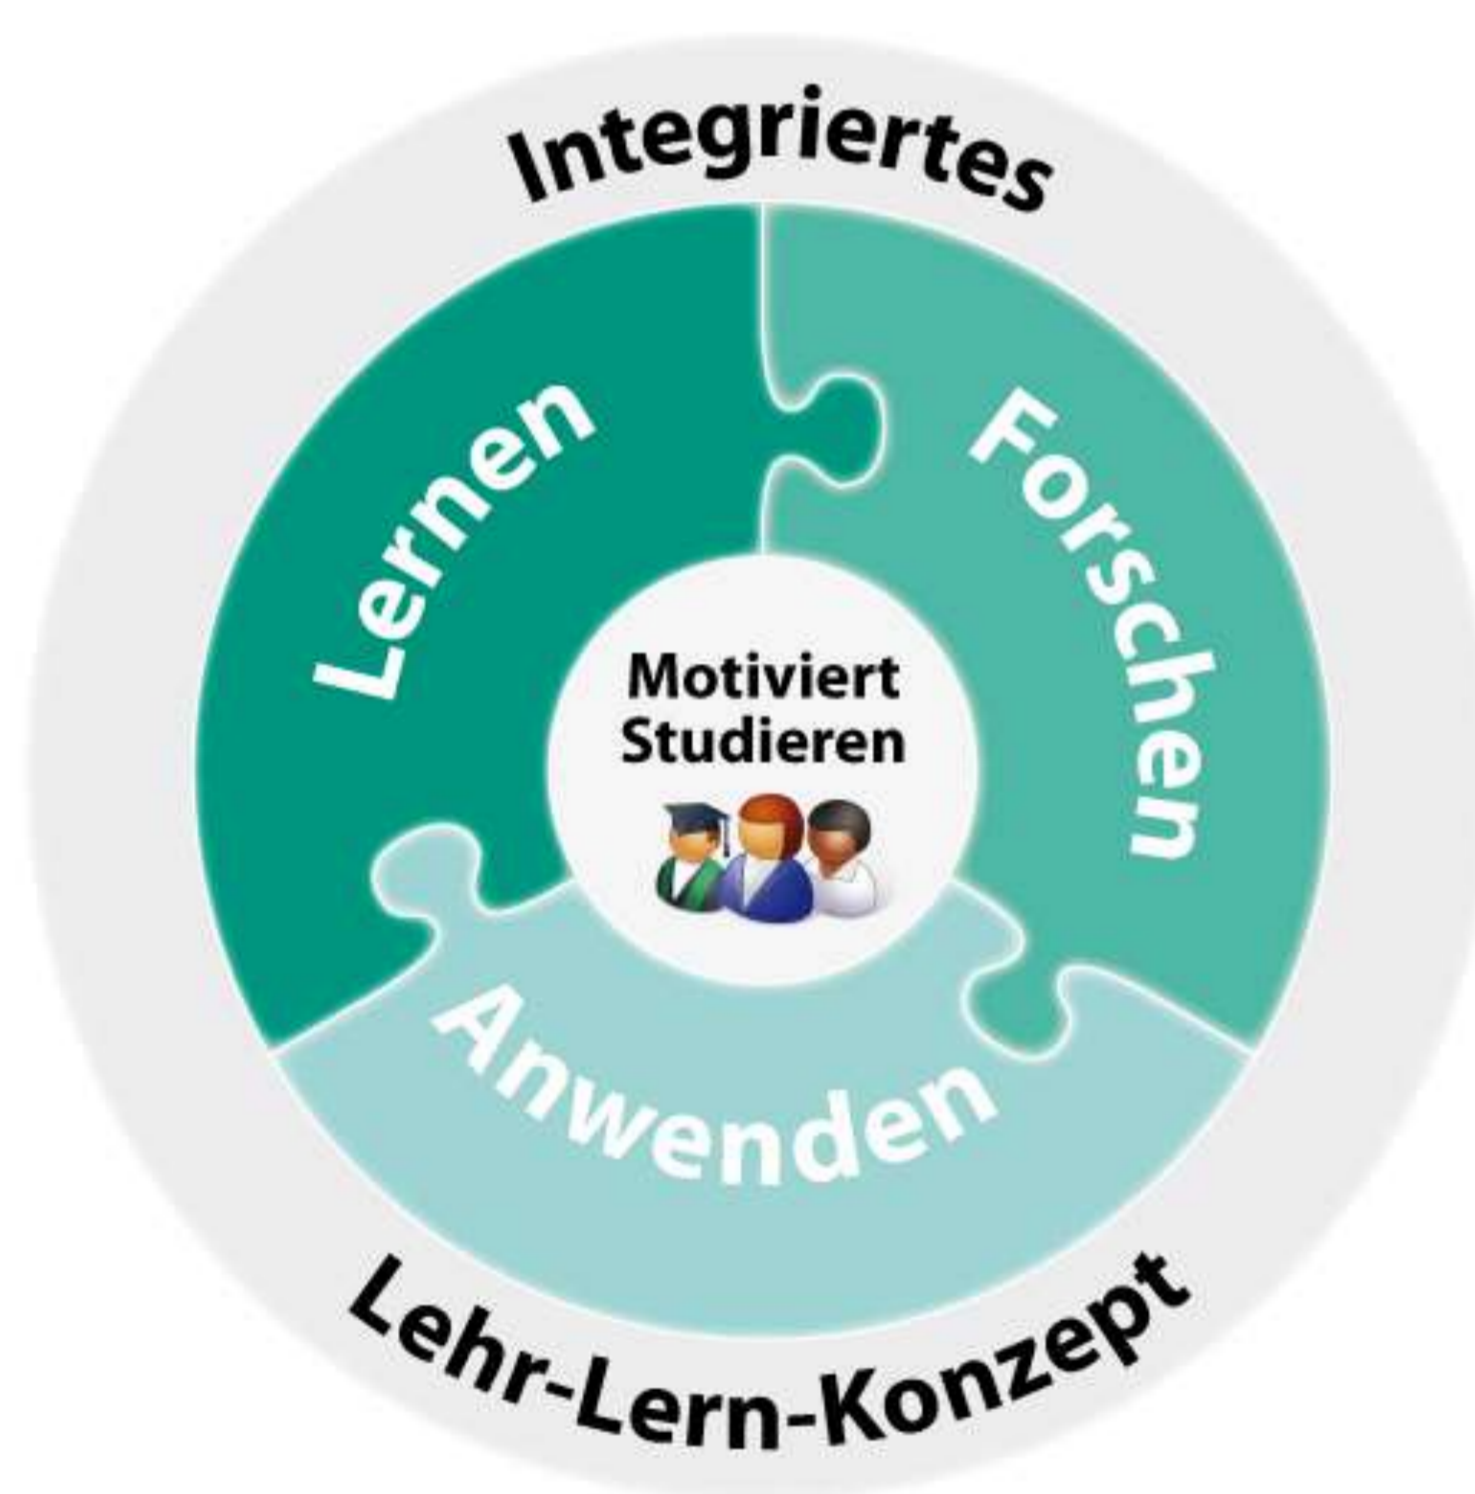 Integriertes
Lernen
Forschen
Motiviert
Studieren
Anwenden
Lehr-Lern-Konzept